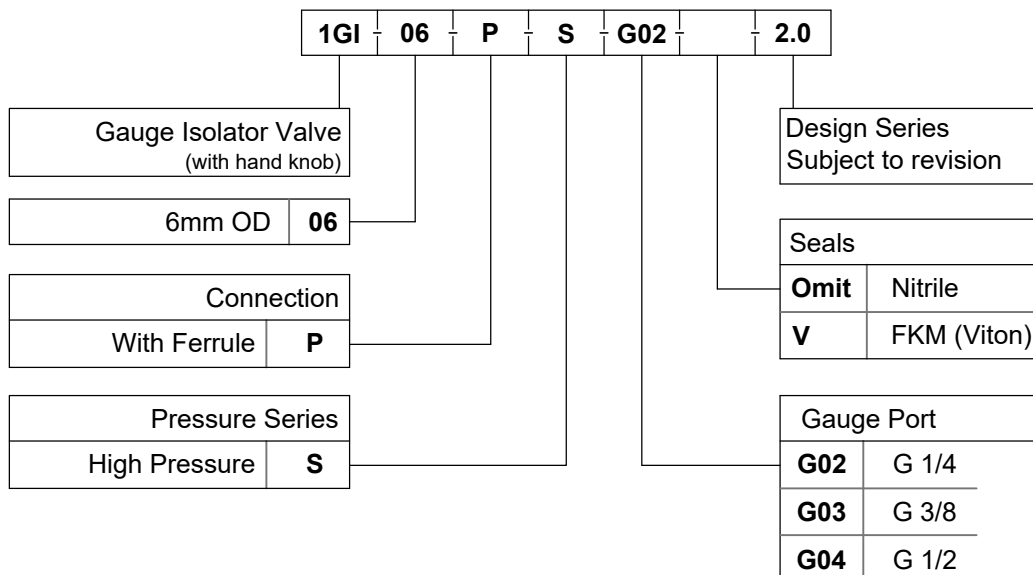 1GI - 06 - P - S - G02 - - 2.0
Gauge Isolator Valve
(with hand knob)
6mm OD 06
Connection
With Ferrule P
Pressure Series
High Pressure S
Design Series
Subject to revision
Seals
Omit Nitrile
V FKM (Viton)
Gauge Port
G02 G 1/4
G03 G 3/8
G04 G 1/2